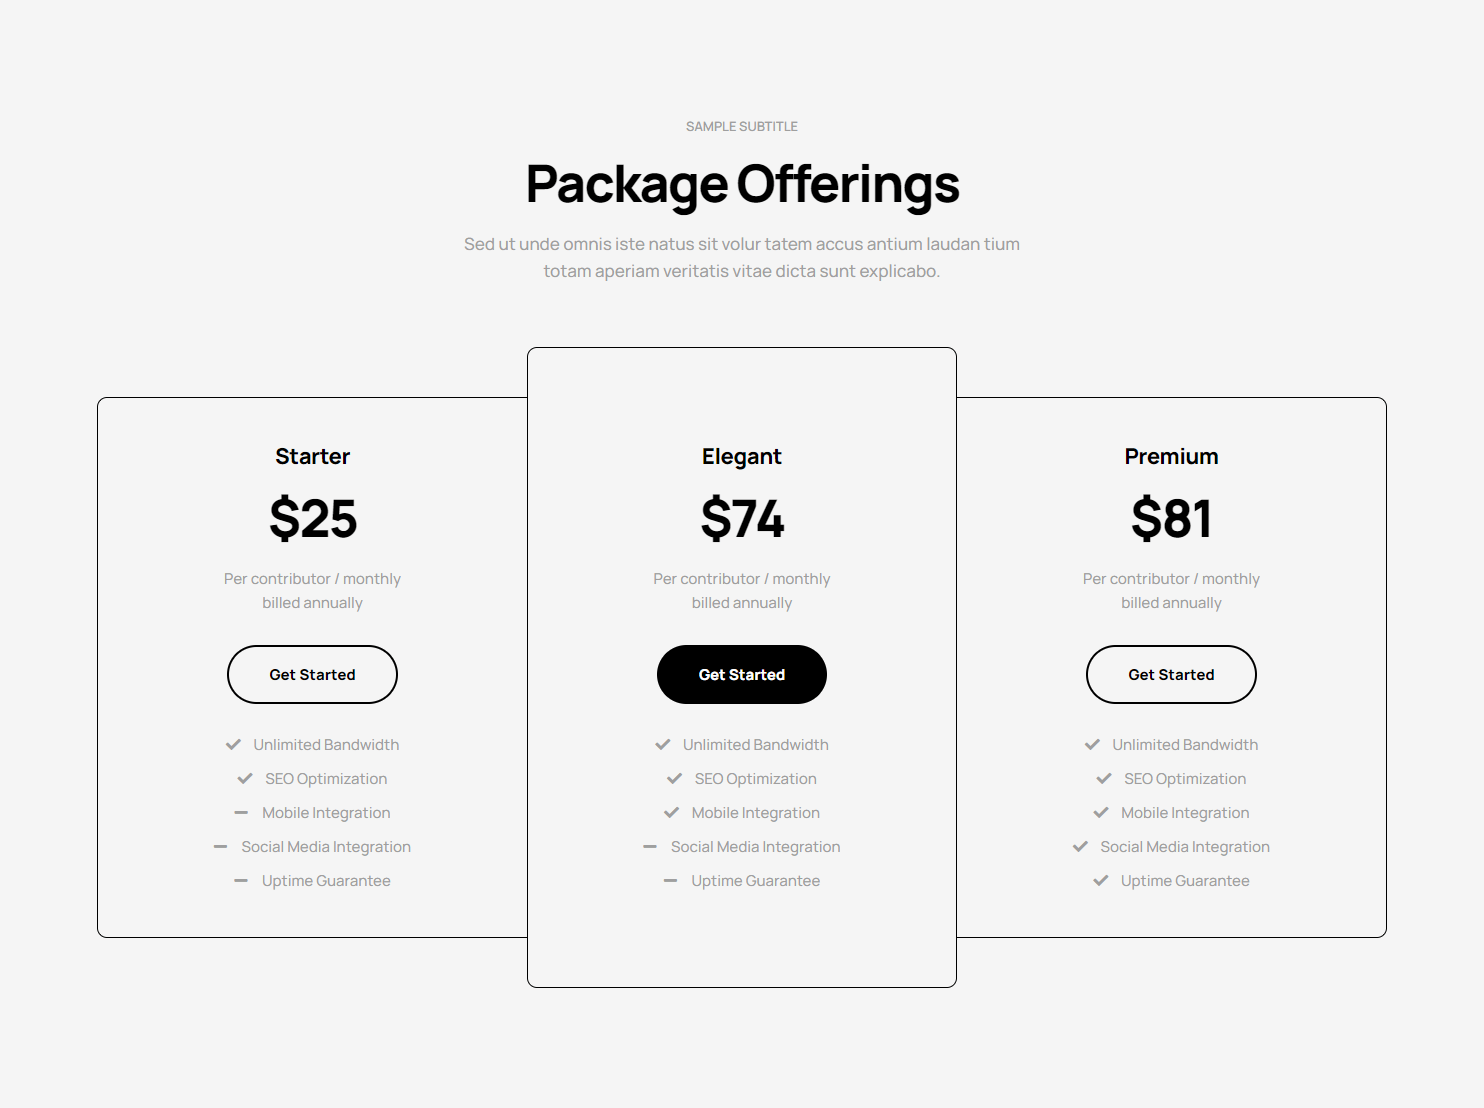 SAMPLE SUBTITLE
Package Offerings
Sed ut unde omnis iste natus sit volur tatem accus antium laudan tium
totam aperiam veritatis vitae dicta sunt explicabo.
Starter
$25
Per contributor / monthly
billed annually
Get Started
Unlimited Bandwidth
SEO Optimization
Mobile Integration
Social Media Integration
Uptime Guarantee
Elegant
$74
Per contributor / monthly
billed annually
Get Started
Unlimited Bandwidth
SEO Optimization
Mobile Integration
Social Media Integration
Uptime Guarantee
Premium
$81
Per contributor / monthly
billed annually
Get Started
Unlimited Bandwidth
SEO Optimization
Mobile Integration
Social Media Integration
Uptime Guarantee